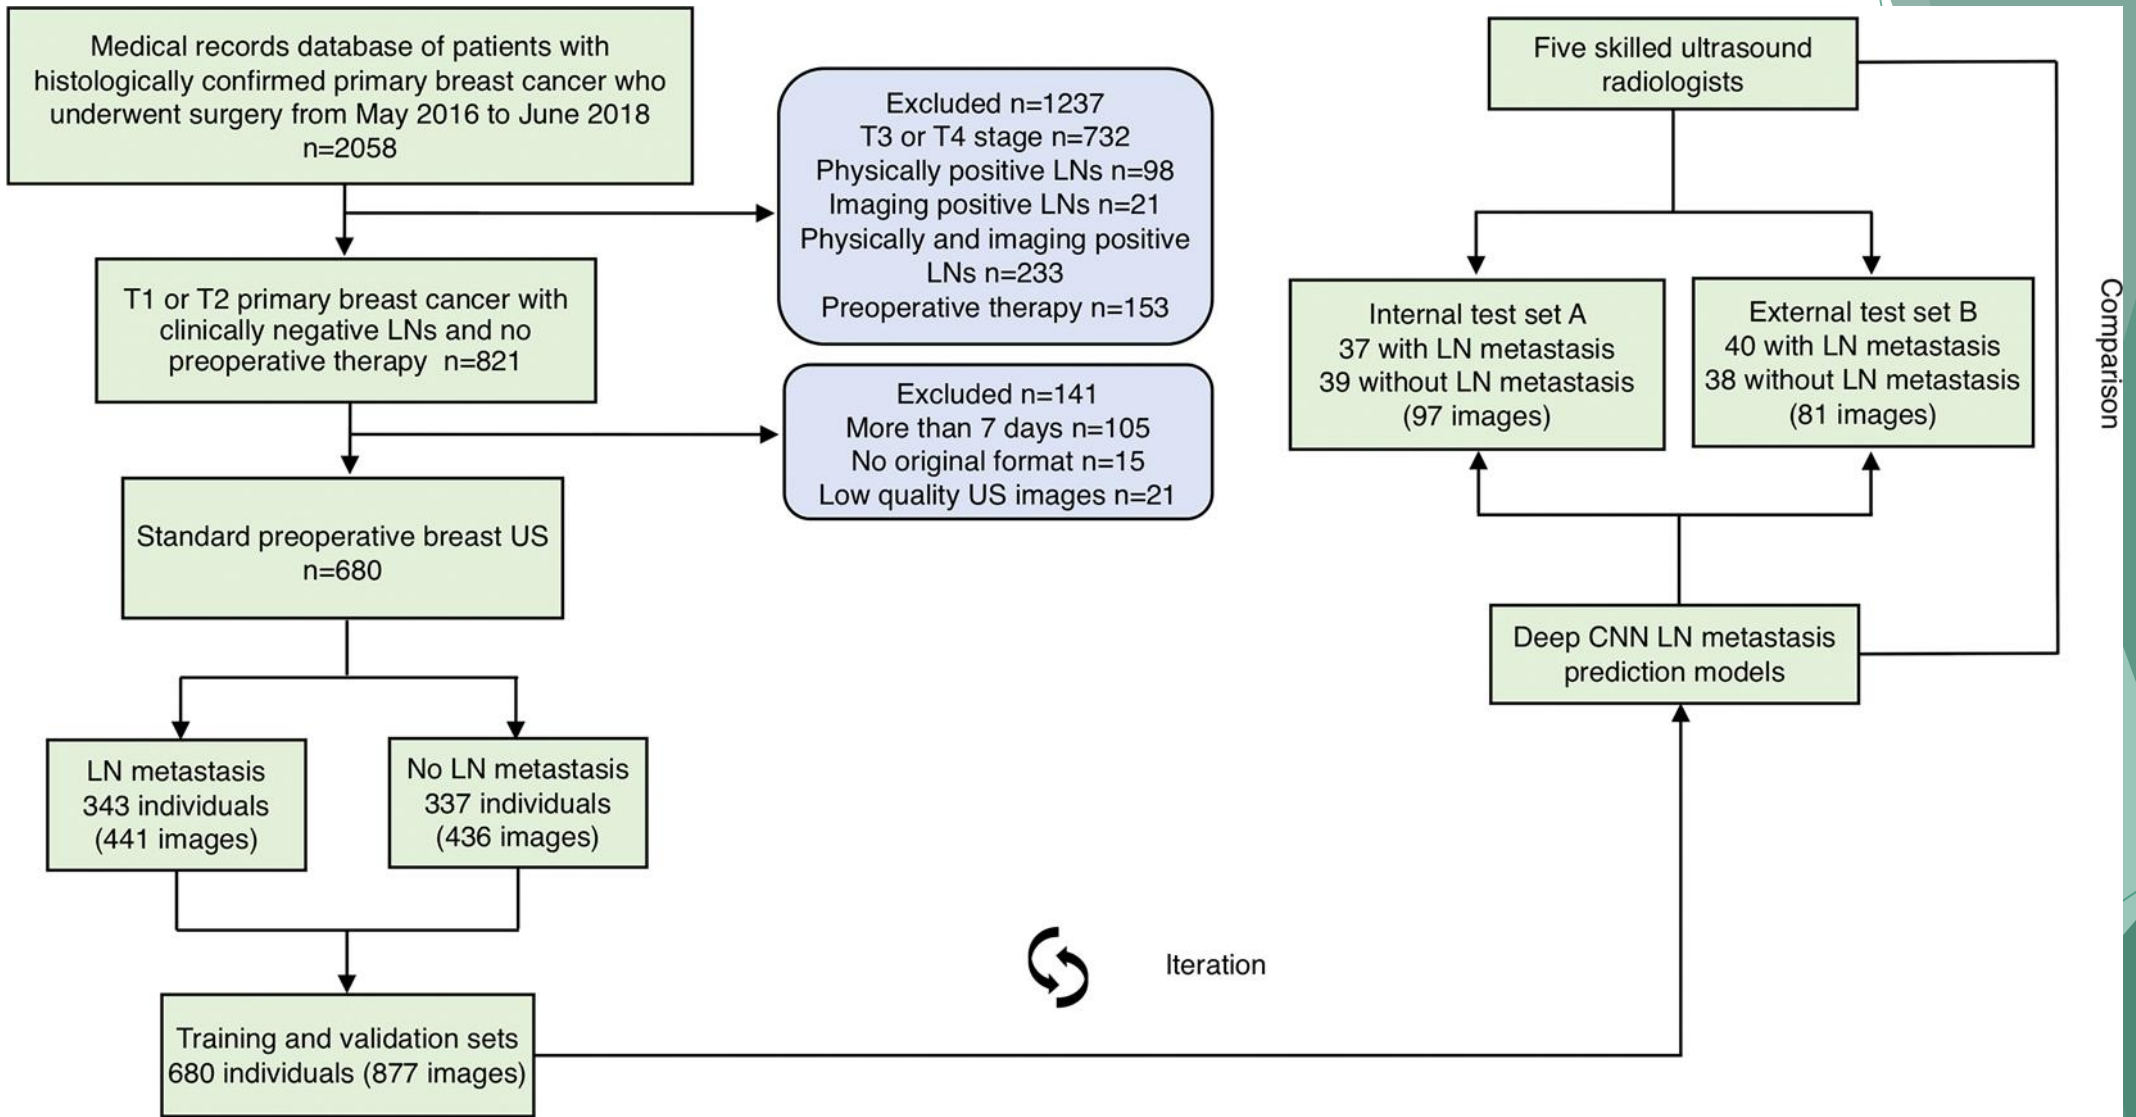 Medical records database of patients with
histologically confirmed primary breast cancer who
underwent surgery from May 2016 to June 2018
n=2058
Excluded n=1237
T3 or T4 stage n=732
Physically positive LNs n=98
Imaging positive LNs n=21
Physically and imaging positive
LNs n=233
Preoperative therapy n=153
T1 or T2 primary breast cancer with
clinically negative LNs and no
preoperative therapy n=821
Excluded n=141
More than 7 days n=105
No original format n=15
Low quality US images n=21
Standard preoperative breast US
n=680
LN metastasis
343 individuals
(441 images)
No LN metastasis
337 individuals
(436 images)
Training and validation sets
680 individuals (877 images)
Iteration
Five skilled ultrasound
radiologists
Internal test set A
37 with LN metastasis
39 without LN metastasis
(97 images)
External test set B
40 with LN metastasis
38 without LN metastasis
(81 images)
Comparison
Deep CNN LN metastasis
prediction models